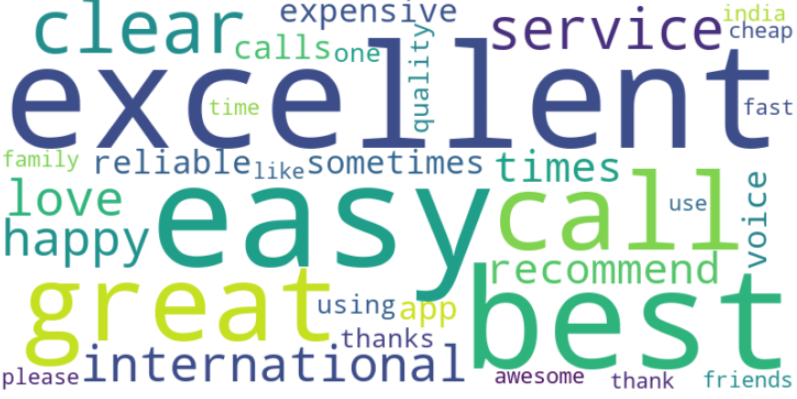 clear
expensive
service
india
cheap
calls
one
excellent
quality
time
fast
family
reliable
like
sometimes
times
love
easy
call
use
voice
happy
recommend
great
using
app
best
thanks
international
please
awesome
thank
friends